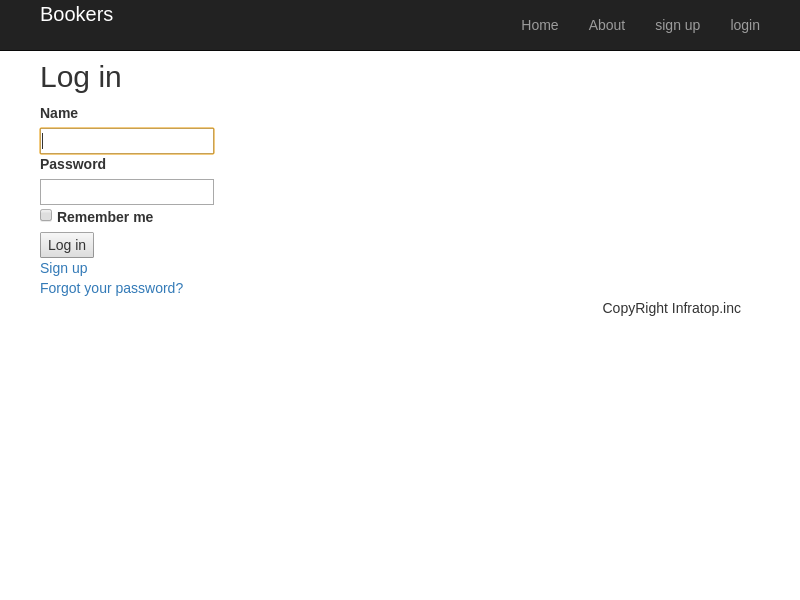 Bookers
Home About sign up login
Log in
Name
Password
Remember me
Log in
Sign up
Forgot your password?
CopyRight Infratop.inc